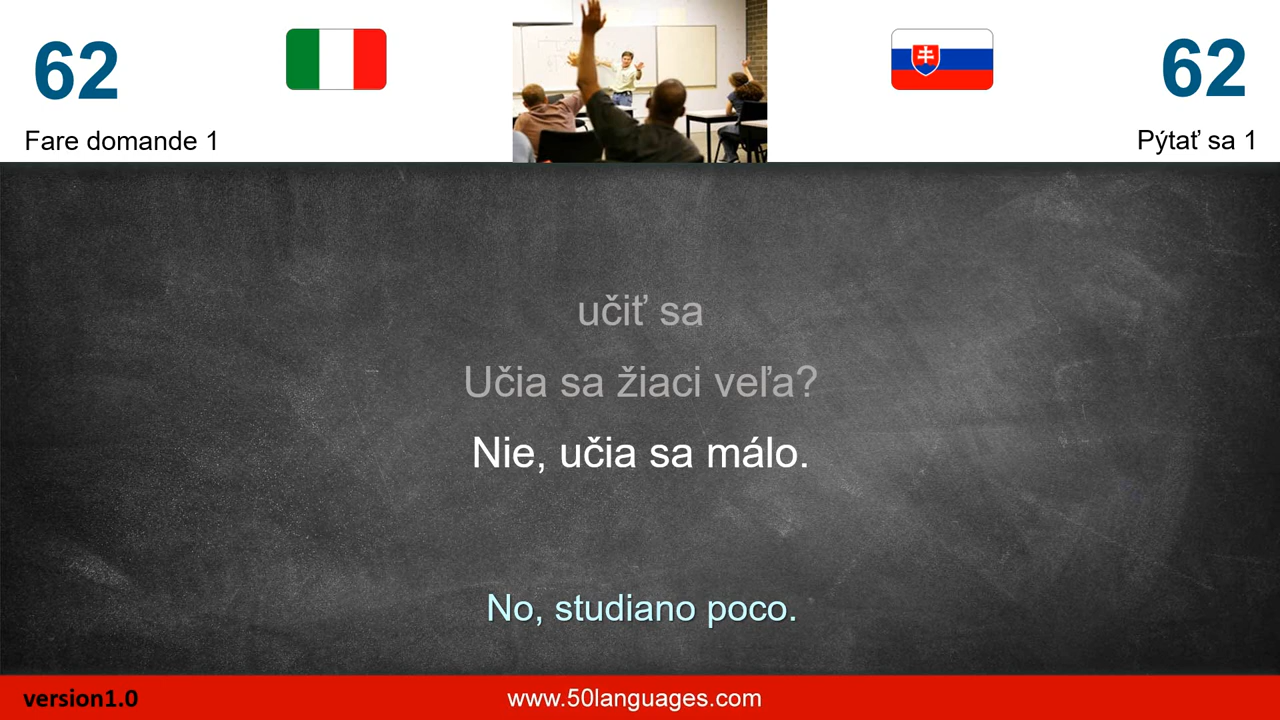 62
62
Fare domande 1
Pýtať sa 1
učiť sa
Učia sa žiaci veľa?
Nie, učia sa málo.
No, studiano poco.
version1.0
www.50languages.com